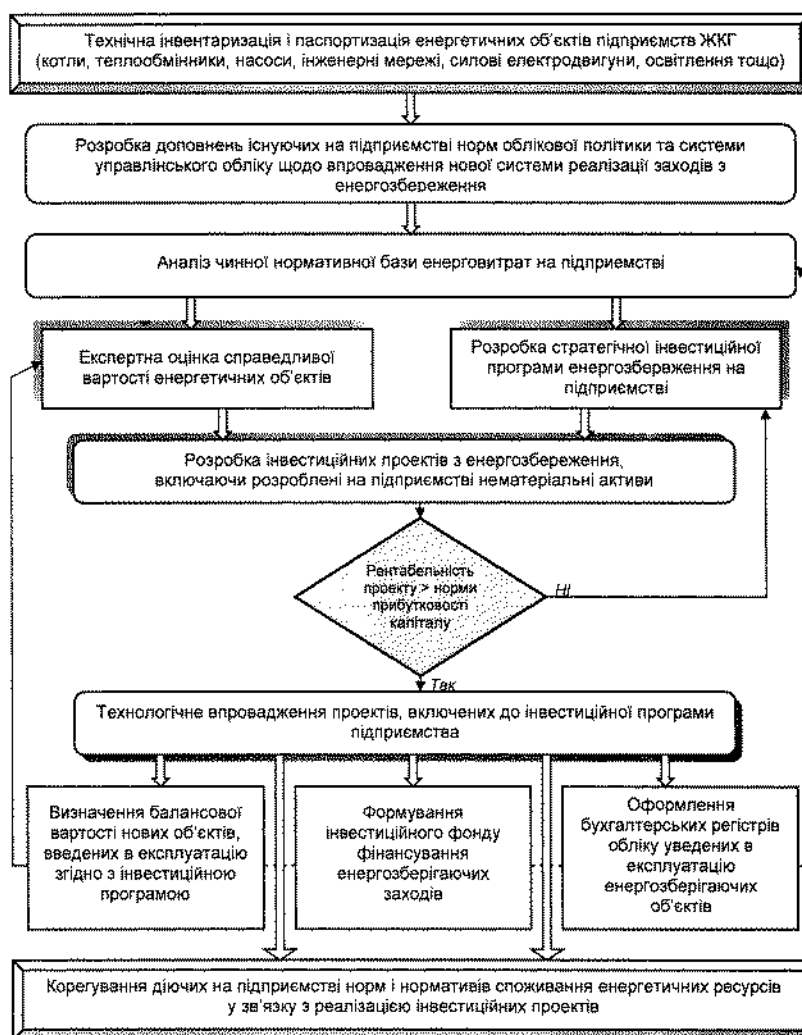 Технічна інвентаризація і паспортизація енергетичних об'єктів підприємств ЖКГ
(котли, теплообмінники, насоси, інженерні мережі, силові електродвигуни, освітлення тощо)
Розробка доповнень існуючих на підприємстві норм облікової політики та системи
управлінського обліку щодо впровадження нової системи реалізації заходів з
енергозбереження
Аналіз чинної нормативної бази енерговитрат на підприємстві
Експертна оцінка справедливої
вартості енергетичних об'єктів
Розробка стратегічної інвестиційної
програми енергозбереження на
підприємстві
Розробка інвестиційних проектів з енергозбереження,
включаючи розроблені на підприємстві нематеріальні активи
Рентабельність
проекту > норми
прибутковості
капіталу
НІ
Так
Технологічне впровадження проектів, включених до інвестиційної програми
підприємства
Визначення балансової
вартості нових об'єктів,
введених в експлуатацію
згідно з інвестиційною
програмою
Формування
інвестиційного фонду
фінансування
енергозберігаючих
заходів
Оформлення
бухгалтерських регістрів
обліку уведених в
експлуатацію
енергозберігаючих
об'єктів
Корегування діючих на підприємстві норм і нормативів споживання енергетичних ресурсів
у зв'язку з реалізацією інвестиційних проектів